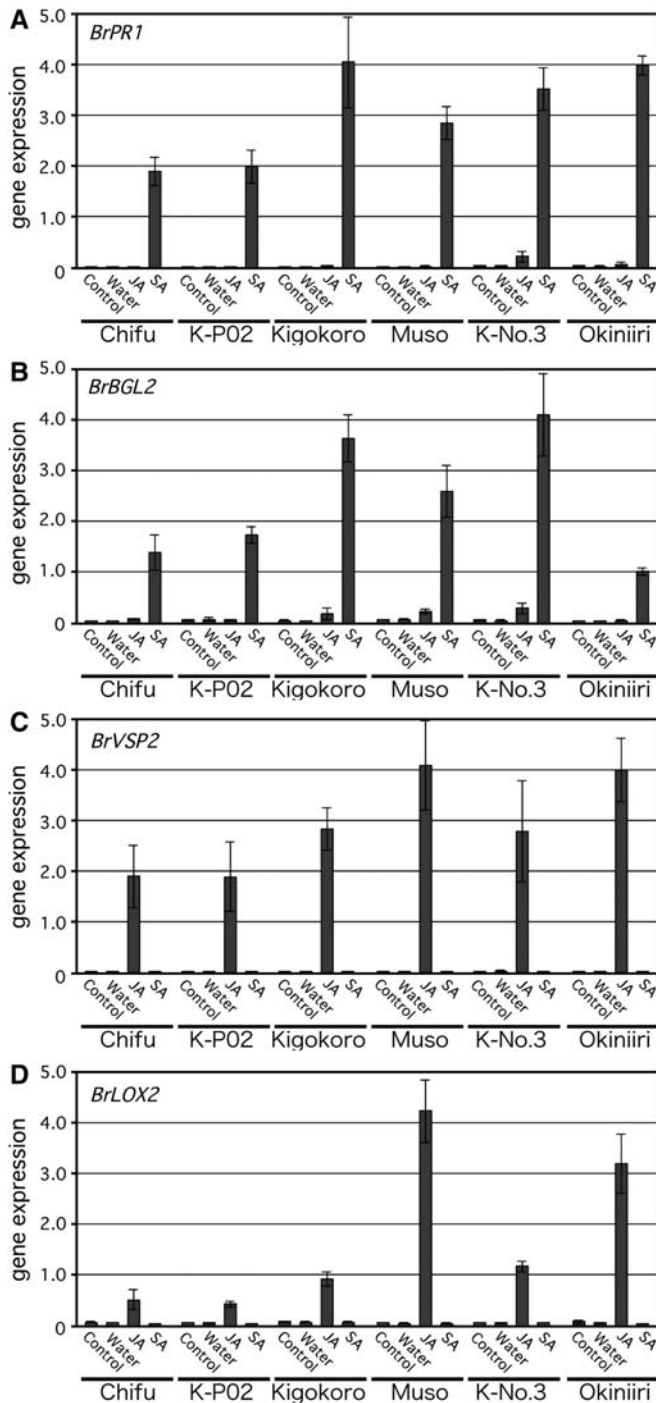 A
BrPR1
gene expression
5.0
4.0
3.0
2.0
1.0
0
Control Water JA SA Control Water JA SA Control Water JA SA Control Water JA SA Control Water JA SA Control Water JA SA
Chifu K-P02 Kigokoro Muso K-No.3 Okiniiri
B
BrBGL2
gene expression
5.0
4.0
3.0
2.0
1.0
0
Control Water JA SA Control Water JA SA Control Water JA SA Control Water JA SA Control Water JA SA Control Water JA SA
Chifu K-P02 Kigokoro Muso K-No.3 Okiniiri
C
BrVSP2
gene expression
5.0
4.0
3.0
2.0
1.0
0
Control Water JA SA Control Water JA SA Control Water JA SA Control Water JA SA Control Water JA SA Control Water JA SA
Chifu K-P02 Kigokoro Muso K-No.3 Okiniiri
D
BrLOX2
gene expression
5.0
4.0
3.0
2.0
1.0
0
Control Water JA SA Control Water JA SA Control Water JA SA Control Water JA SA Control Water JA SA Control Water JA SA
Chifu K-P02 Kigokoro Muso K-No.3 Okiniiri